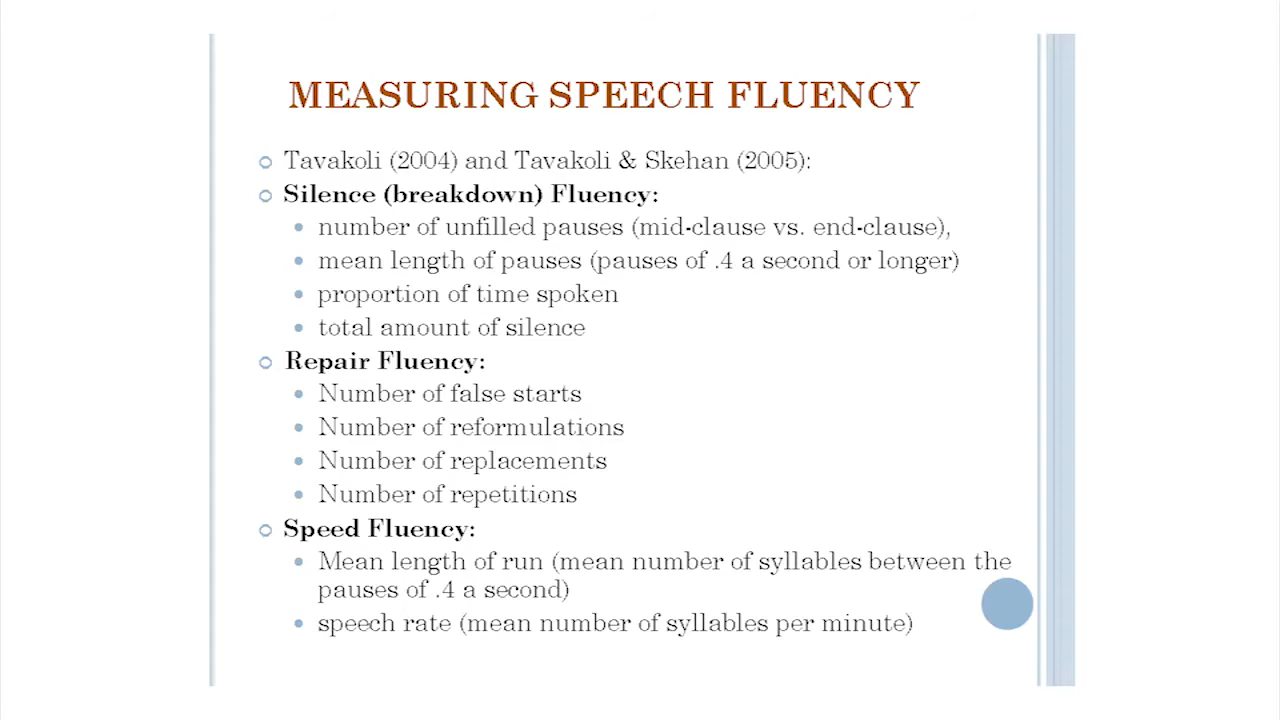 MEASURING SPEECH FLUENCY
Tavakoli (2004) and Tavakoli & Skehan (2005):
Silence (breakdown) Fluency:
number of unfilled pauses (mid-clause vs. end-clause),
mean length of pauses (pauses of .4 a second or longer)
proportion of time spoken
total amount of silence
Repair Fluency:
Number of false starts
Number of reformulations
Number of replacements
Number of repetitions
Speed Fluency:
Mean length of run (mean number of syllables between the
pauses of .4 a second)
speech rate (mean number of syllables per minute)